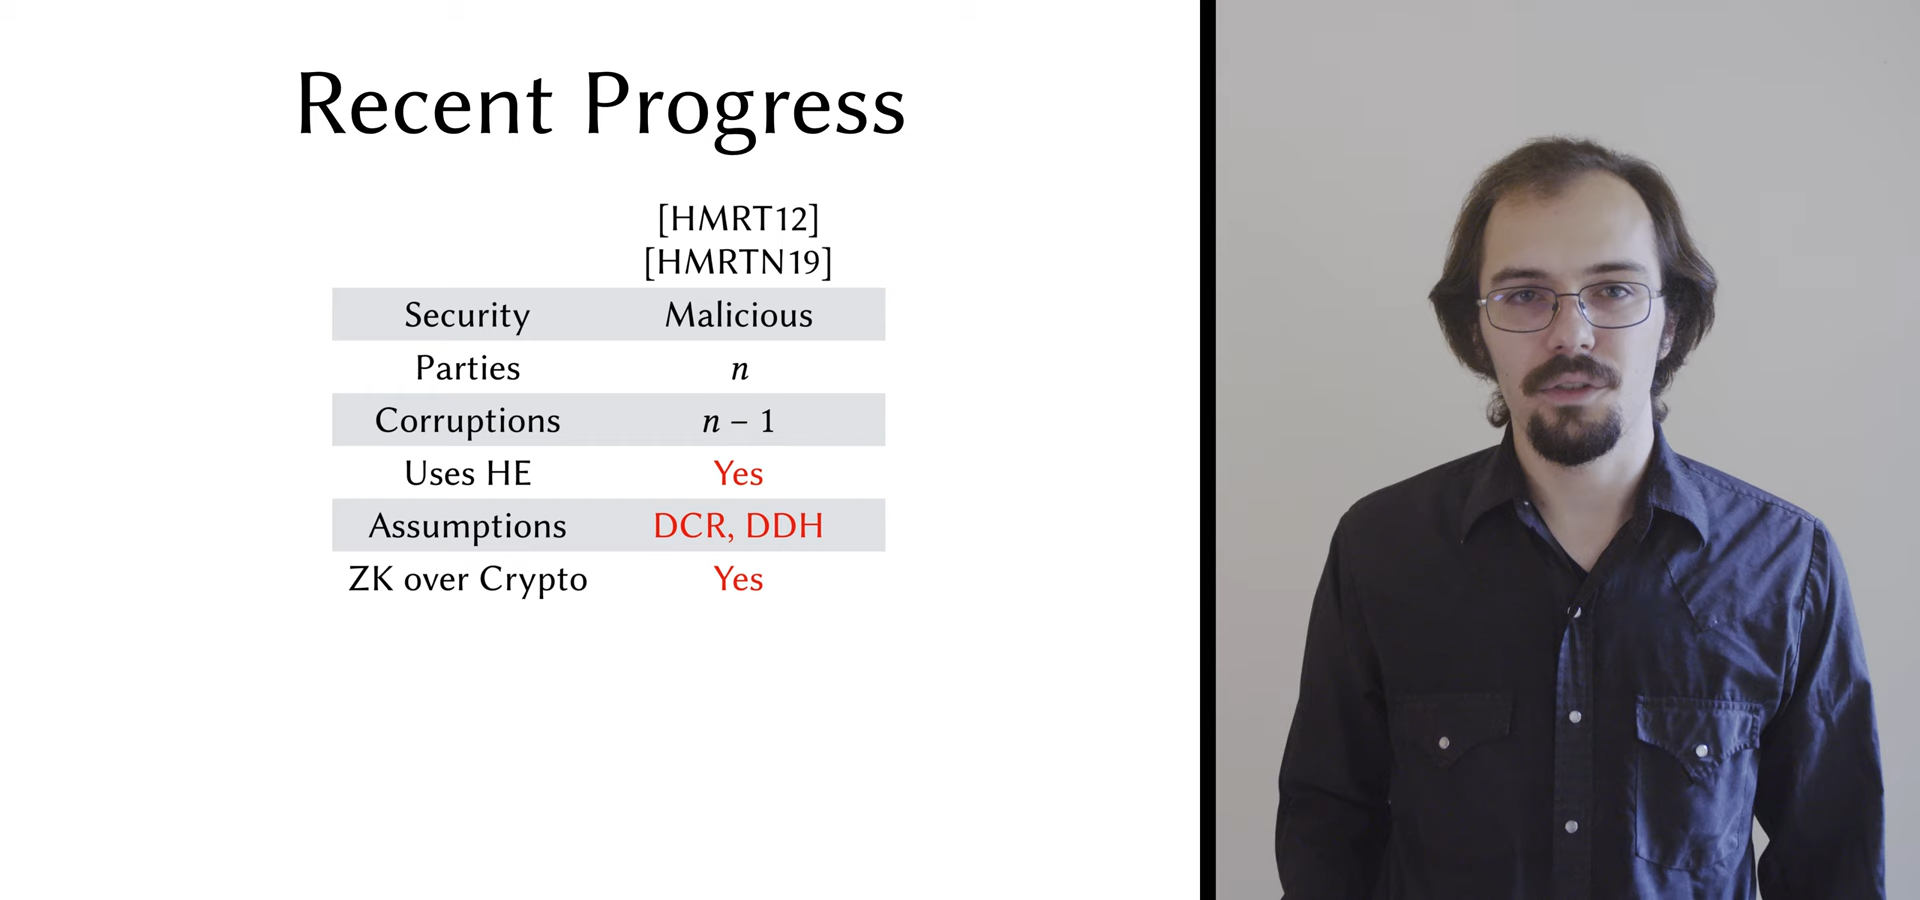 Recent Progress
[HMRT12]
[HMRTN19]
Security Malicious
Parties n
Corruptions n – 1
Uses HE Yes
Assumptions DCR, DDH
ZK over Crypto Yes